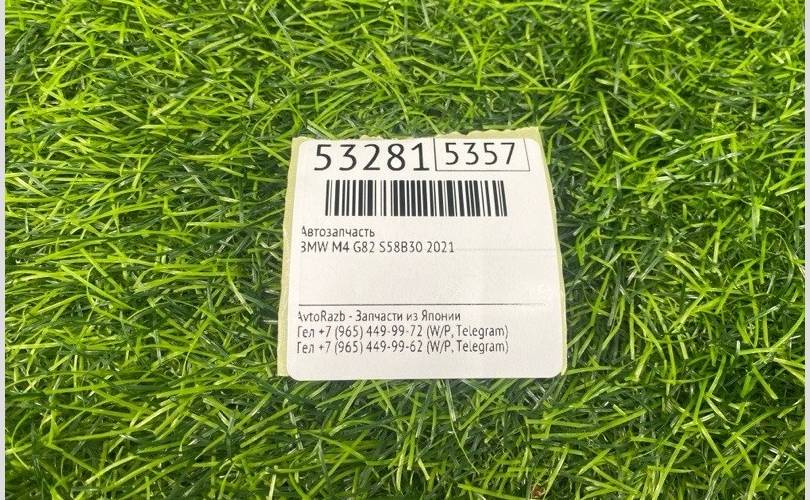 53281 5357
Автозапчасть
BMW M4 G82 S58B30 2021
AvtoRazb - Запчасти из Японии
Тел +7 (965) 449-99-72 (W/P, Telegram)
Тел +7 (965) 449-99-62 (W/P, Telegram)